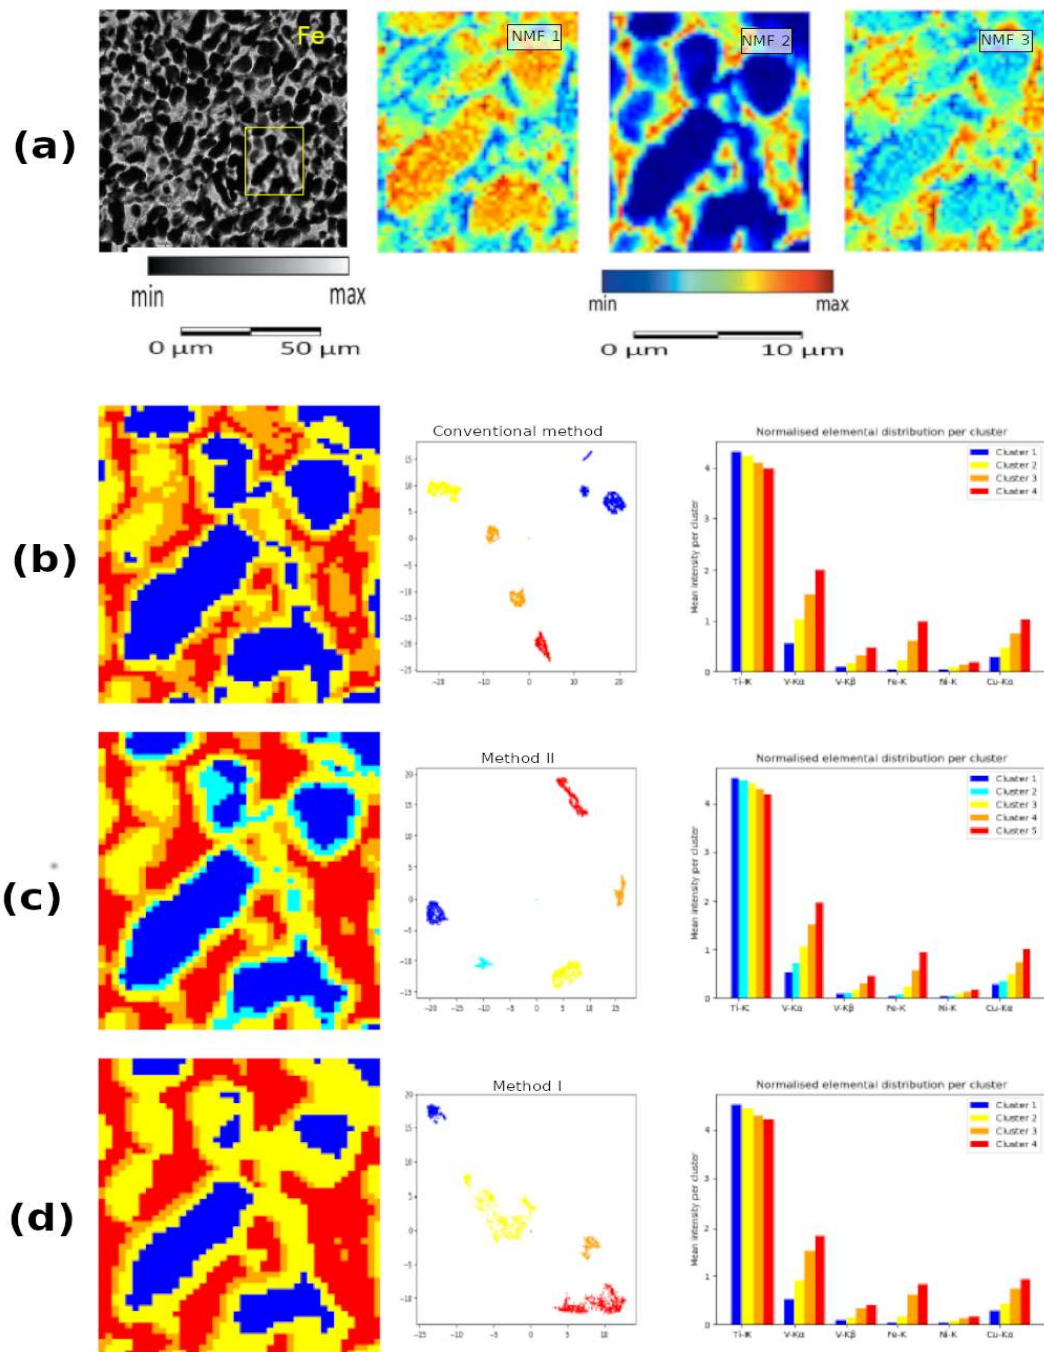 (a)
Fe
NMF 1
NMF 2
NMF 3
min max
0 µm 50 µm
min max
0 µm 10 µm
(b)
Conventional method
Normalised elemental distribution per cluster
Mean intensity per cluster
Cluster 1
Cluster 2
Cluster 3
Cluster 4
V-Kα V-Kβ Fe-K Ni-K Cu-Kα
(c)
Method II
Normalised elemental distribution per cluster
Mean intensity per cluster
Cluster 1
Cluster 2
Cluster 3
Cluster 4
Cluster 5
V-Kα V-Kβ Fe-K Ni-K Cu-Kα
(d)
Method I
Normalised elemental distribution per cluster
Mean intensity per cluster
Cluster 1
Cluster 2
Cluster 3
Cluster 4
Ti-K V-Kα V-Kβ Fe-K Ni-K Cu-Kα